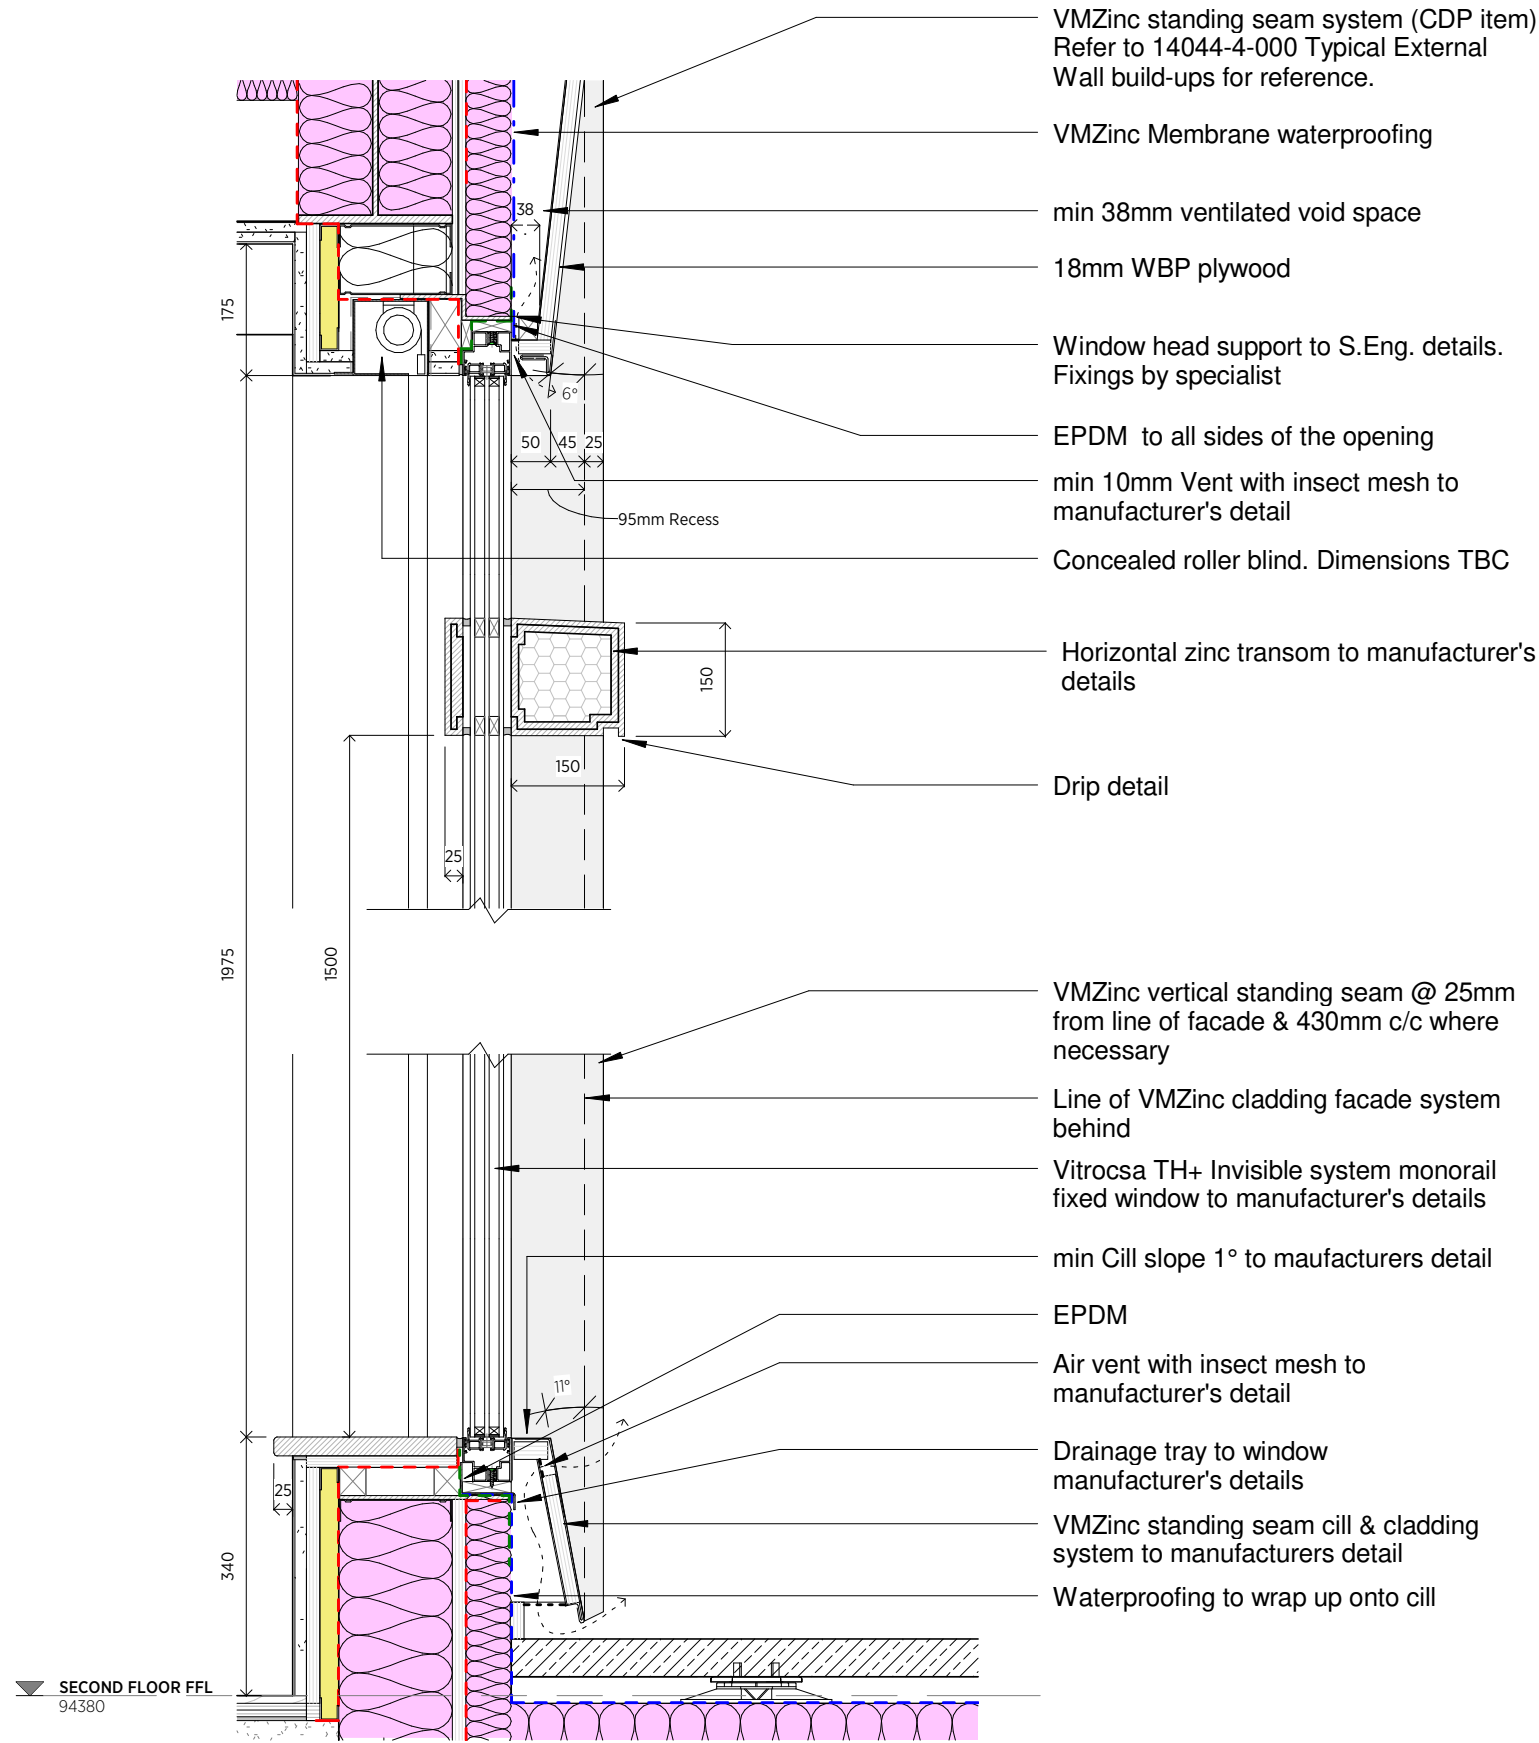 VMZinc standing seam system (CDP item)
Refer to 14044-4-000 Typical External
Wall build-ups for reference.
VMZinc Membrane waterproofing
38
min 38mm ventilated void space
18mm WBP plywood
175
Window head support to S.Eng. details.
Fixings by specialist
6°
50 45 25
EPDM to all sides of the opening
min 10mm Vent with insect mesh to
manufacturer's detail
95mm Recess
Concealed roller blind. Dimensions TBC
Horizontal zinc transom to manufacturer's
details
150
150
Drip detail
25
1975
1500
VMZinc vertical standing seam @ 25mm
from line of facade & 430mm c/c where
necessary
Line of VMZinc cladding facade system
behind
Vitrocsa TH+ Invisible system monorail
fixed window to manufacturer's details
min Cill slope 1° to maufacturers detail
EPDM
11°
Air vent with insect mesh to
manufacturer's detail
Drainage tray to window
manufacturer's details
25
VMZinc standing seam cill & cladding
system to manufacturers detail
340
Waterproofing to wrap up onto cill
SECOND FLOOR FFL
94380